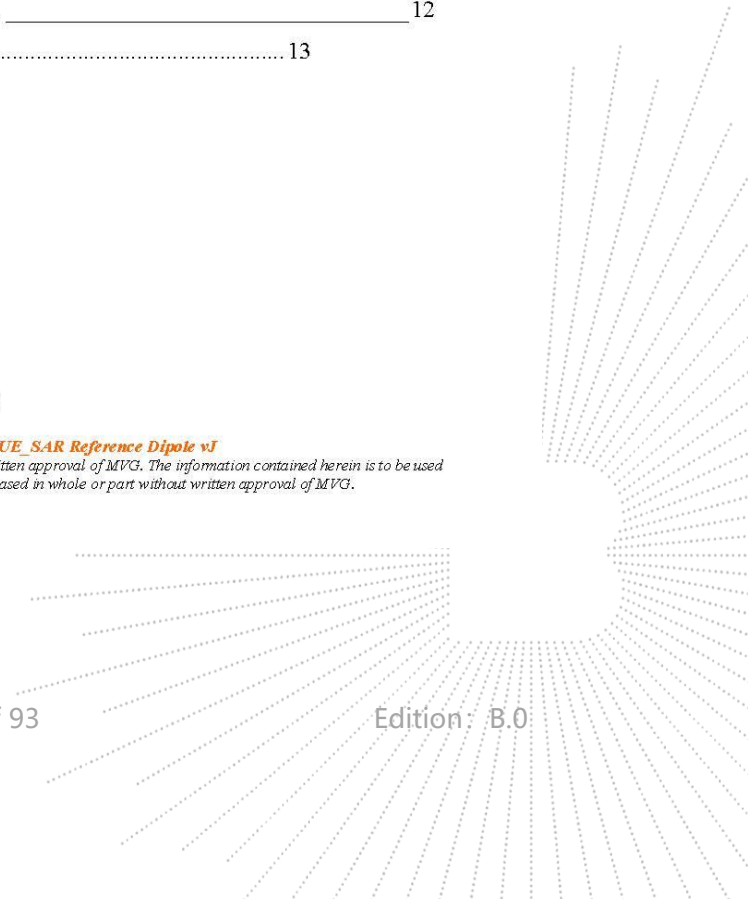 12
13
UE_SAR Reference Dipole vJ
tten approval of MVG. The information contained herein is to be used
ased in whole or part without written approval of MVG.
93
Edition: B.0